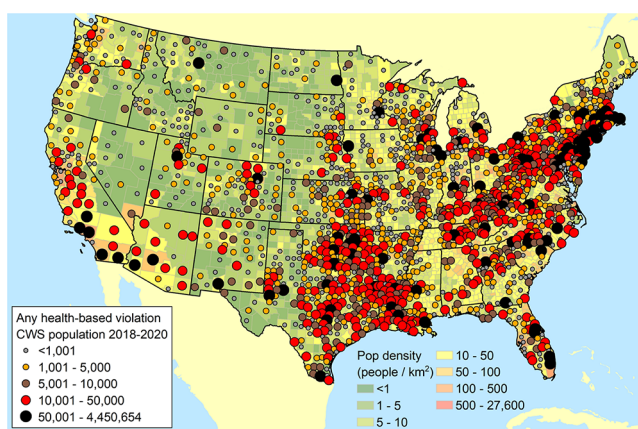 Any health-based violation
CWS population 2018-2020
<1,001
1,001 - 5,000
5,001 - 10,000
10,001 - 50,000
50,001 - 4,450,654
Pop density
(people / km²)
<1
1 - 5
5 - 10
10 - 50
50 - 100
100 - 500
500 - 27,600